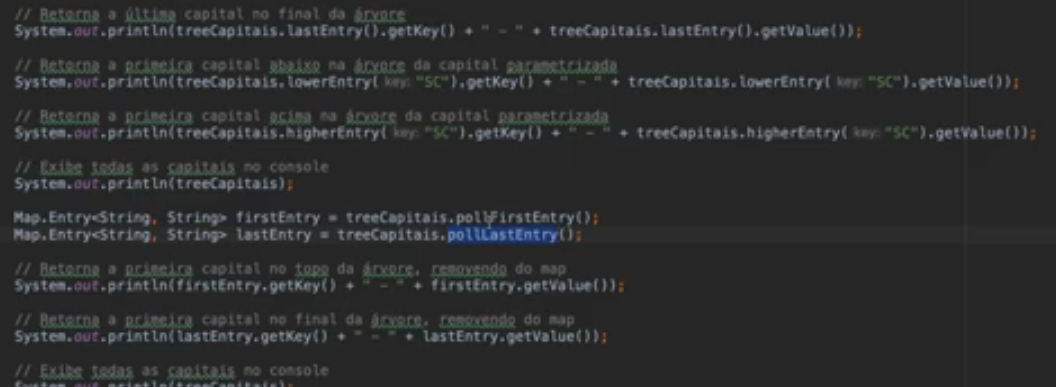 // Retorna a última capital no final da árvore
System.out.println(treeCapitais.lastEntry().getKey() + " - " + treeCapitais.lastEntry().getValue());
// Retorna a primeira capital abaixo na árvore da capital parametrizada
System.out.println(treeCapitais.lowerEntry( key: "SC").getKey() + " - " + treeCapitais.lowerEntry( key: "SC").getValue());
// Retorna a primeira capital acima na árvore da capital parametrizada
System.out.println(treeCapitais.higherEntry( key: "SC").getKey() + " - " + treeCapitais.higherEntry( key: "SC").getValue());
// Exibe todas as capitais no console
System.out.println(treeCapitais);
Map.Entry<String, String> firstEntry = treeCapitais.pollFirstEntry();
Map.Entry<String, String> lastEntry = treeCapitais.pollLastEntry();
// Retorna a primeira capital no topo da árvore, removendo do map
System.out.println(firstEntry.getKey() + " - " + firstEntry.getValue());
// Retorna a primeira capital no final da árvore, removendo do map
System.out.println(lastEntry.getKey() + " - " + lastEntry.getValue());
// Exibe todas as capitais no console
System.out.println(treeCapitais);